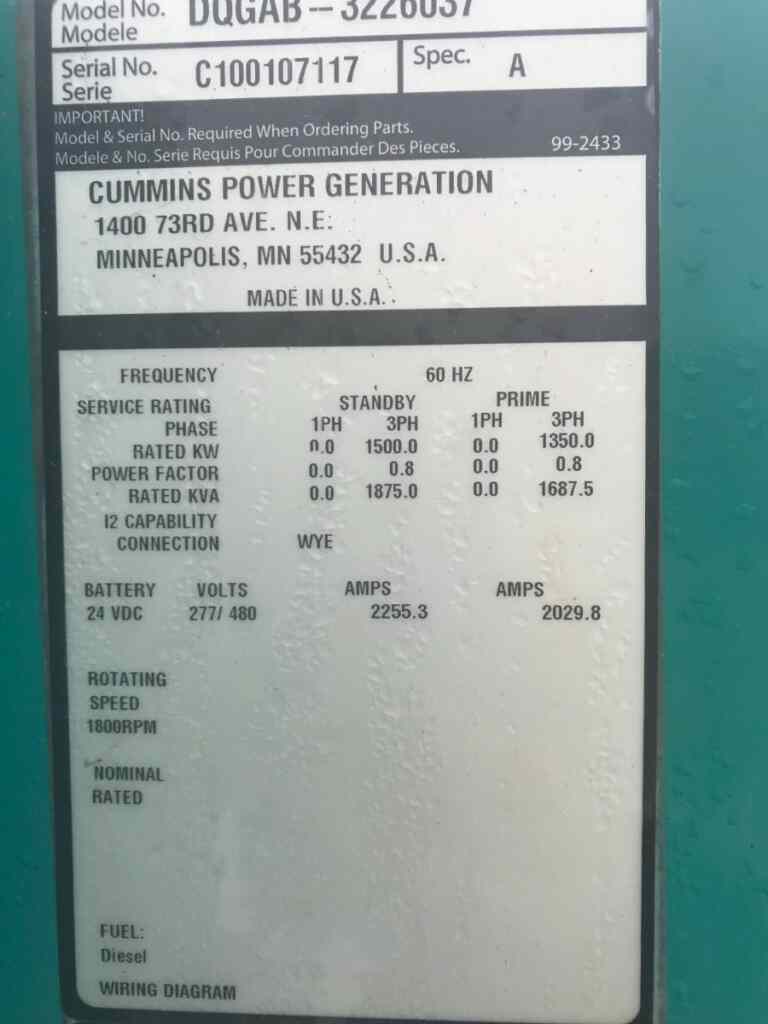 Model No. DQGAB -- 3226037
Modele
Serial No. C100107117 Spec. A
Serie
IMPORTANT!
Model & Serial No. Required When Ordering Parts.
Modele & No. Serie Requis Pour Commander Des Pieces. 99-2433
CUMMINS POWER GENERATION
1400 73RD AVE. N.E.
MINNEAPOLIS, MN 55432 U.S.A.
MADE IN U.S.A.
FREQUENCY 60 HZ
SERVICE RATING STANDBY PRIME
PHASE 1PH 3PH 1PH 3PH
RATED KW 0.0 1500.0 0.0 1350.0
POWER FACTOR 0.0 0.8 0.0 0.8
RATED KVA 0.0 1875.0 0.0 1687.5
I2 CAPABILITY
CONNECTION WYE
BATTERY VOLTS AMPS AMPS
24 VDC 277/ 480 2255.3 2029.8
ROTATING
SPEED
1800RPM
NOMINAL
RATED
FUEL:
Diesel
WIRING DIAGRAM